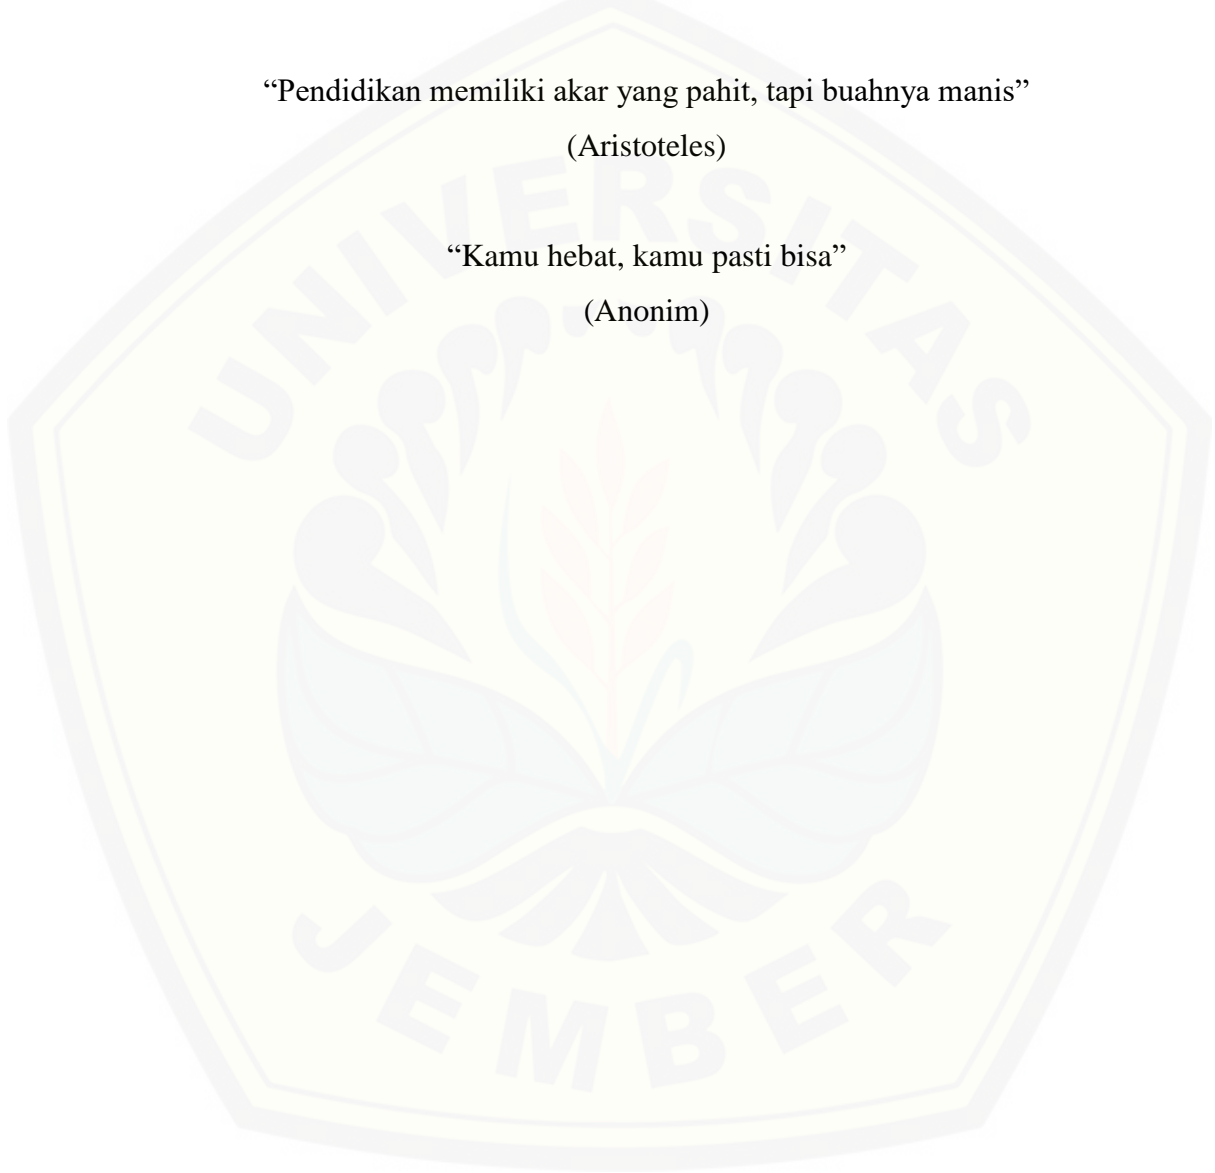 “Pendidikan memiliki akar yang pahit, tapi buahnya manis”
(Aristoteles)
“Kamu hebat, kamu pasti bisa”
(Anonim)
UNIVERSITAS
JEMBER